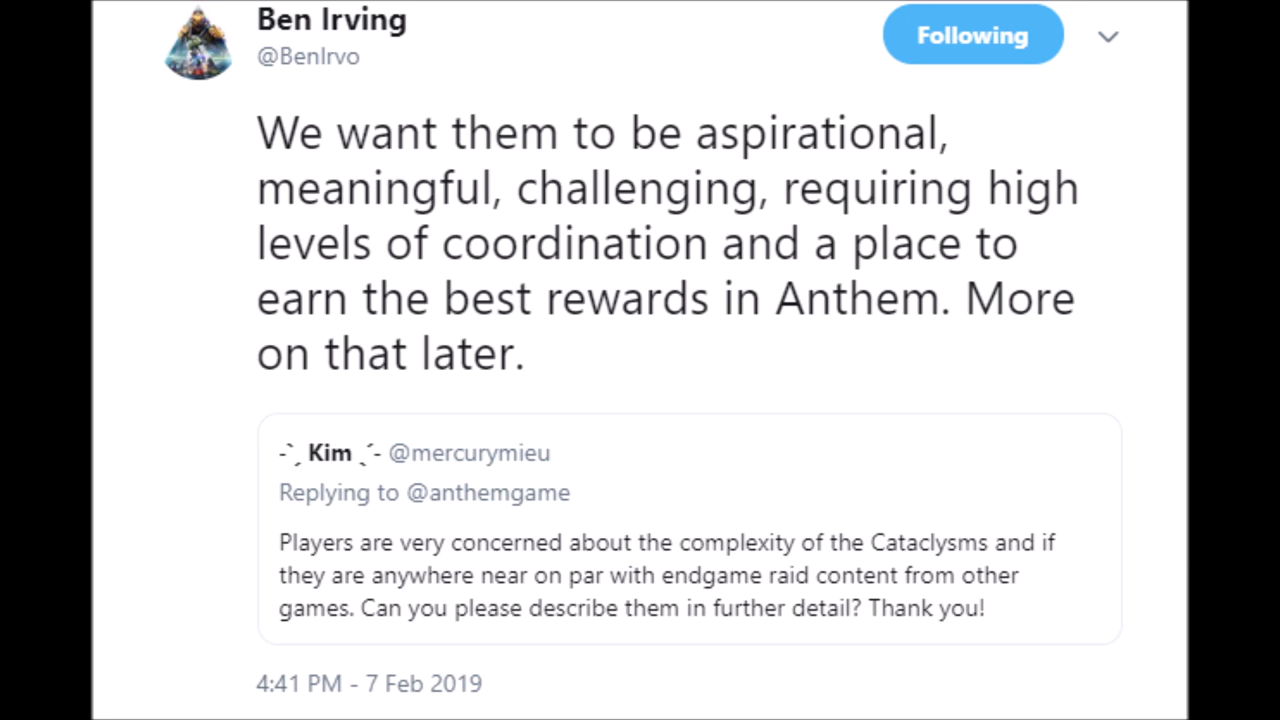 Ben Irving
@BenIrvo
Following
We want them to be aspirational,
meaningful, challenging, requiring high
levels of coordination and a place to
earn the best rewards in Anthem. More
on that later.
-`ˏ Kim ˎ´- @mercurymieu
Replying to @anthemgame
Players are very concerned about the complexity of the Cataclysms and if
they are anywhere near on par with endgame raid content from other
games. Can you please describe them in further detail? Thank you!
4:41 PM - 7 Feb 2019